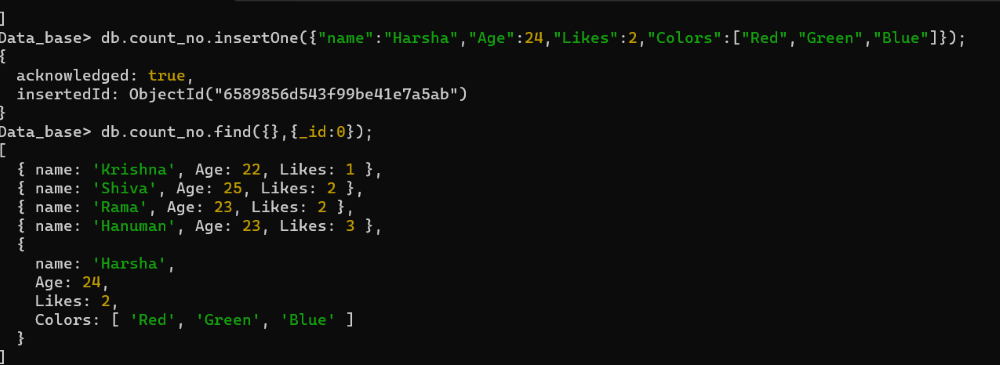 ]
Data_base> db.count_no.insertOne({"name":"Harsha","Age":24,"Likes":2,"Colors":["Red","Green","Blue"]});
{
  acknowledged: true,
  insertedId: ObjectId("6589856d543f99be41e7a5ab")
}
Data_base> db.count_no.find({},{_id:0});
[
  { name: 'Krishna', Age: 22, Likes: 1 },
  { name: 'Shiva', Age: 25, Likes: 2 },
  { name: 'Rama', Age: 23, Likes: 2 },
  { name: 'Hanuman', Age: 23, Likes: 3 },
  {
    name: 'Harsha',
    Age: 24,
    Likes: 2,
    Colors: [ 'Red', 'Green', 'Blue' ]
  }
]